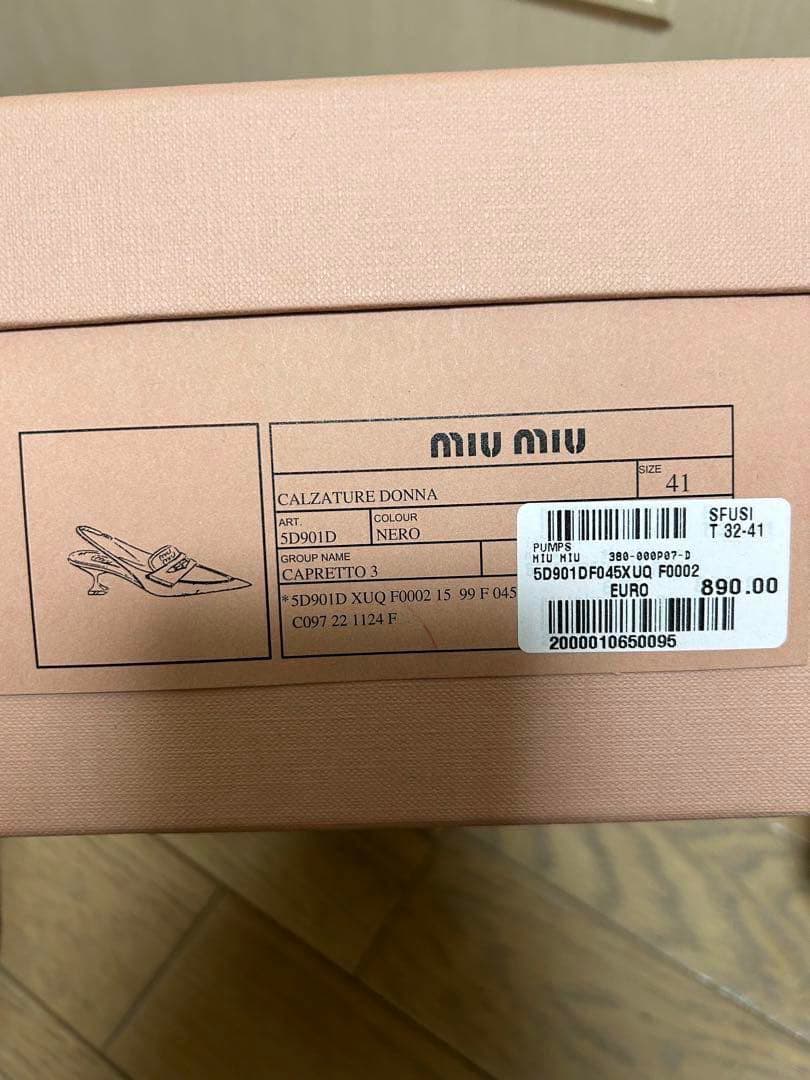 miu miu
CALZATURE DONNA
SIZE
41
ART.
5D901D
COLOUR
NERO
GROUP NAME
CAPRETTO 3
*5D901D XUQ F0002 15 99 F 045
C097 22 1124 F
SFUSI
T 32-41
PUMPS
MIU MIU 380-000P07-D
5D901DF045XUQ F0002
EURO 890.00
2000010650095